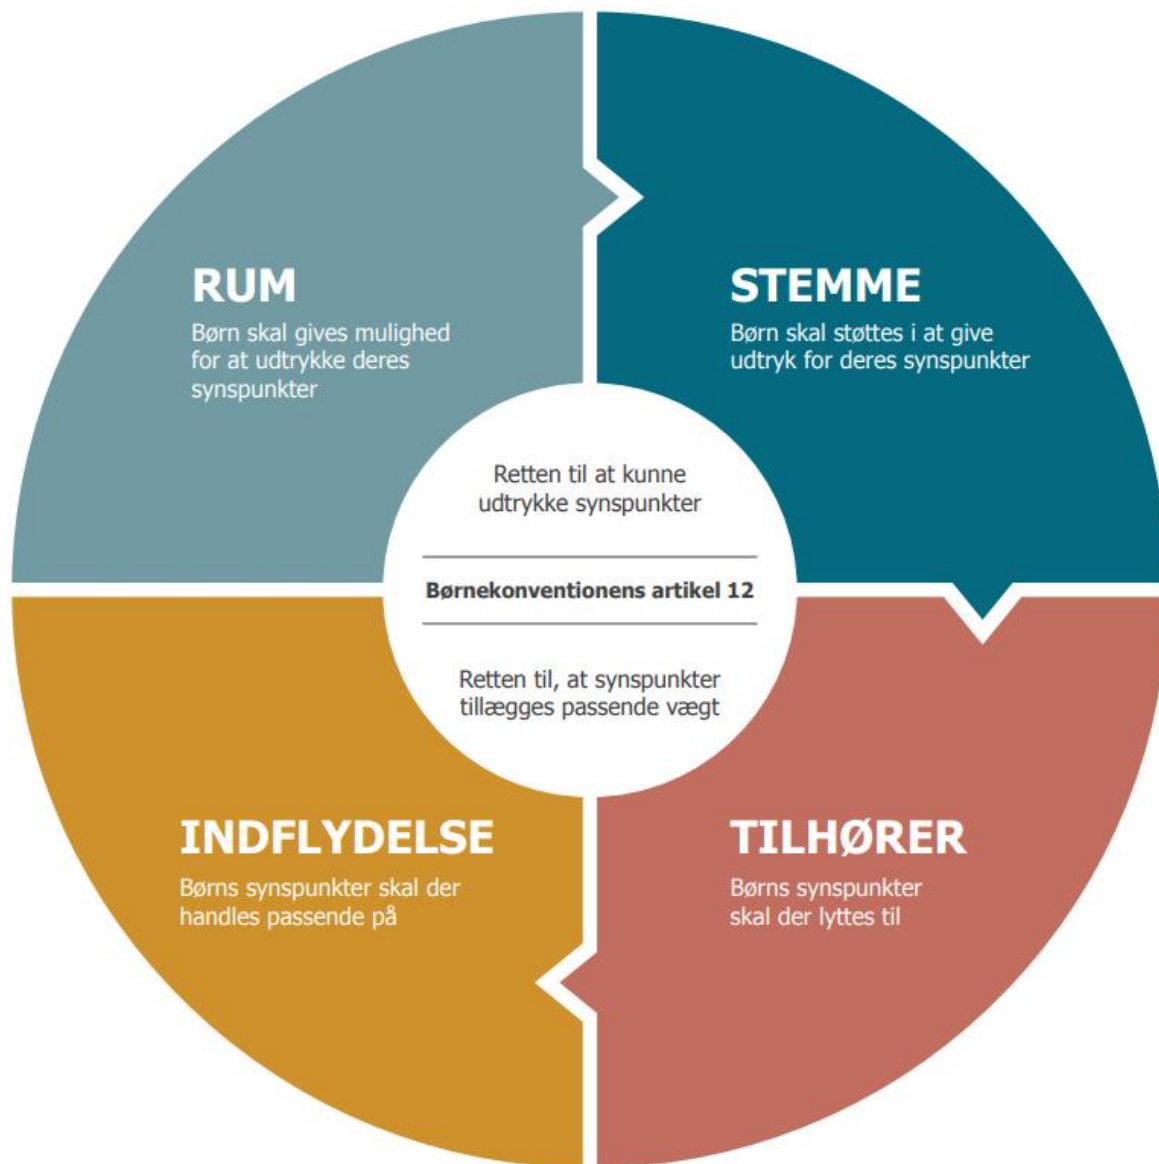 RUM
Børn skal gives mulighed
for at udtrykke deres
synspunkter
STEMME
Børn skal støttes i at give
udtryk for deres synspunkter
Retten til at kunne
udtrykke synspunkter
Børnekonventionens artikel 12
Retten til, at synspunkter
tillægges passende vægt
INDFLYDELSE
Børns synspunkter skal der
handles passende på
TILHØRER
Børns synspunkter
skal der lyttes til